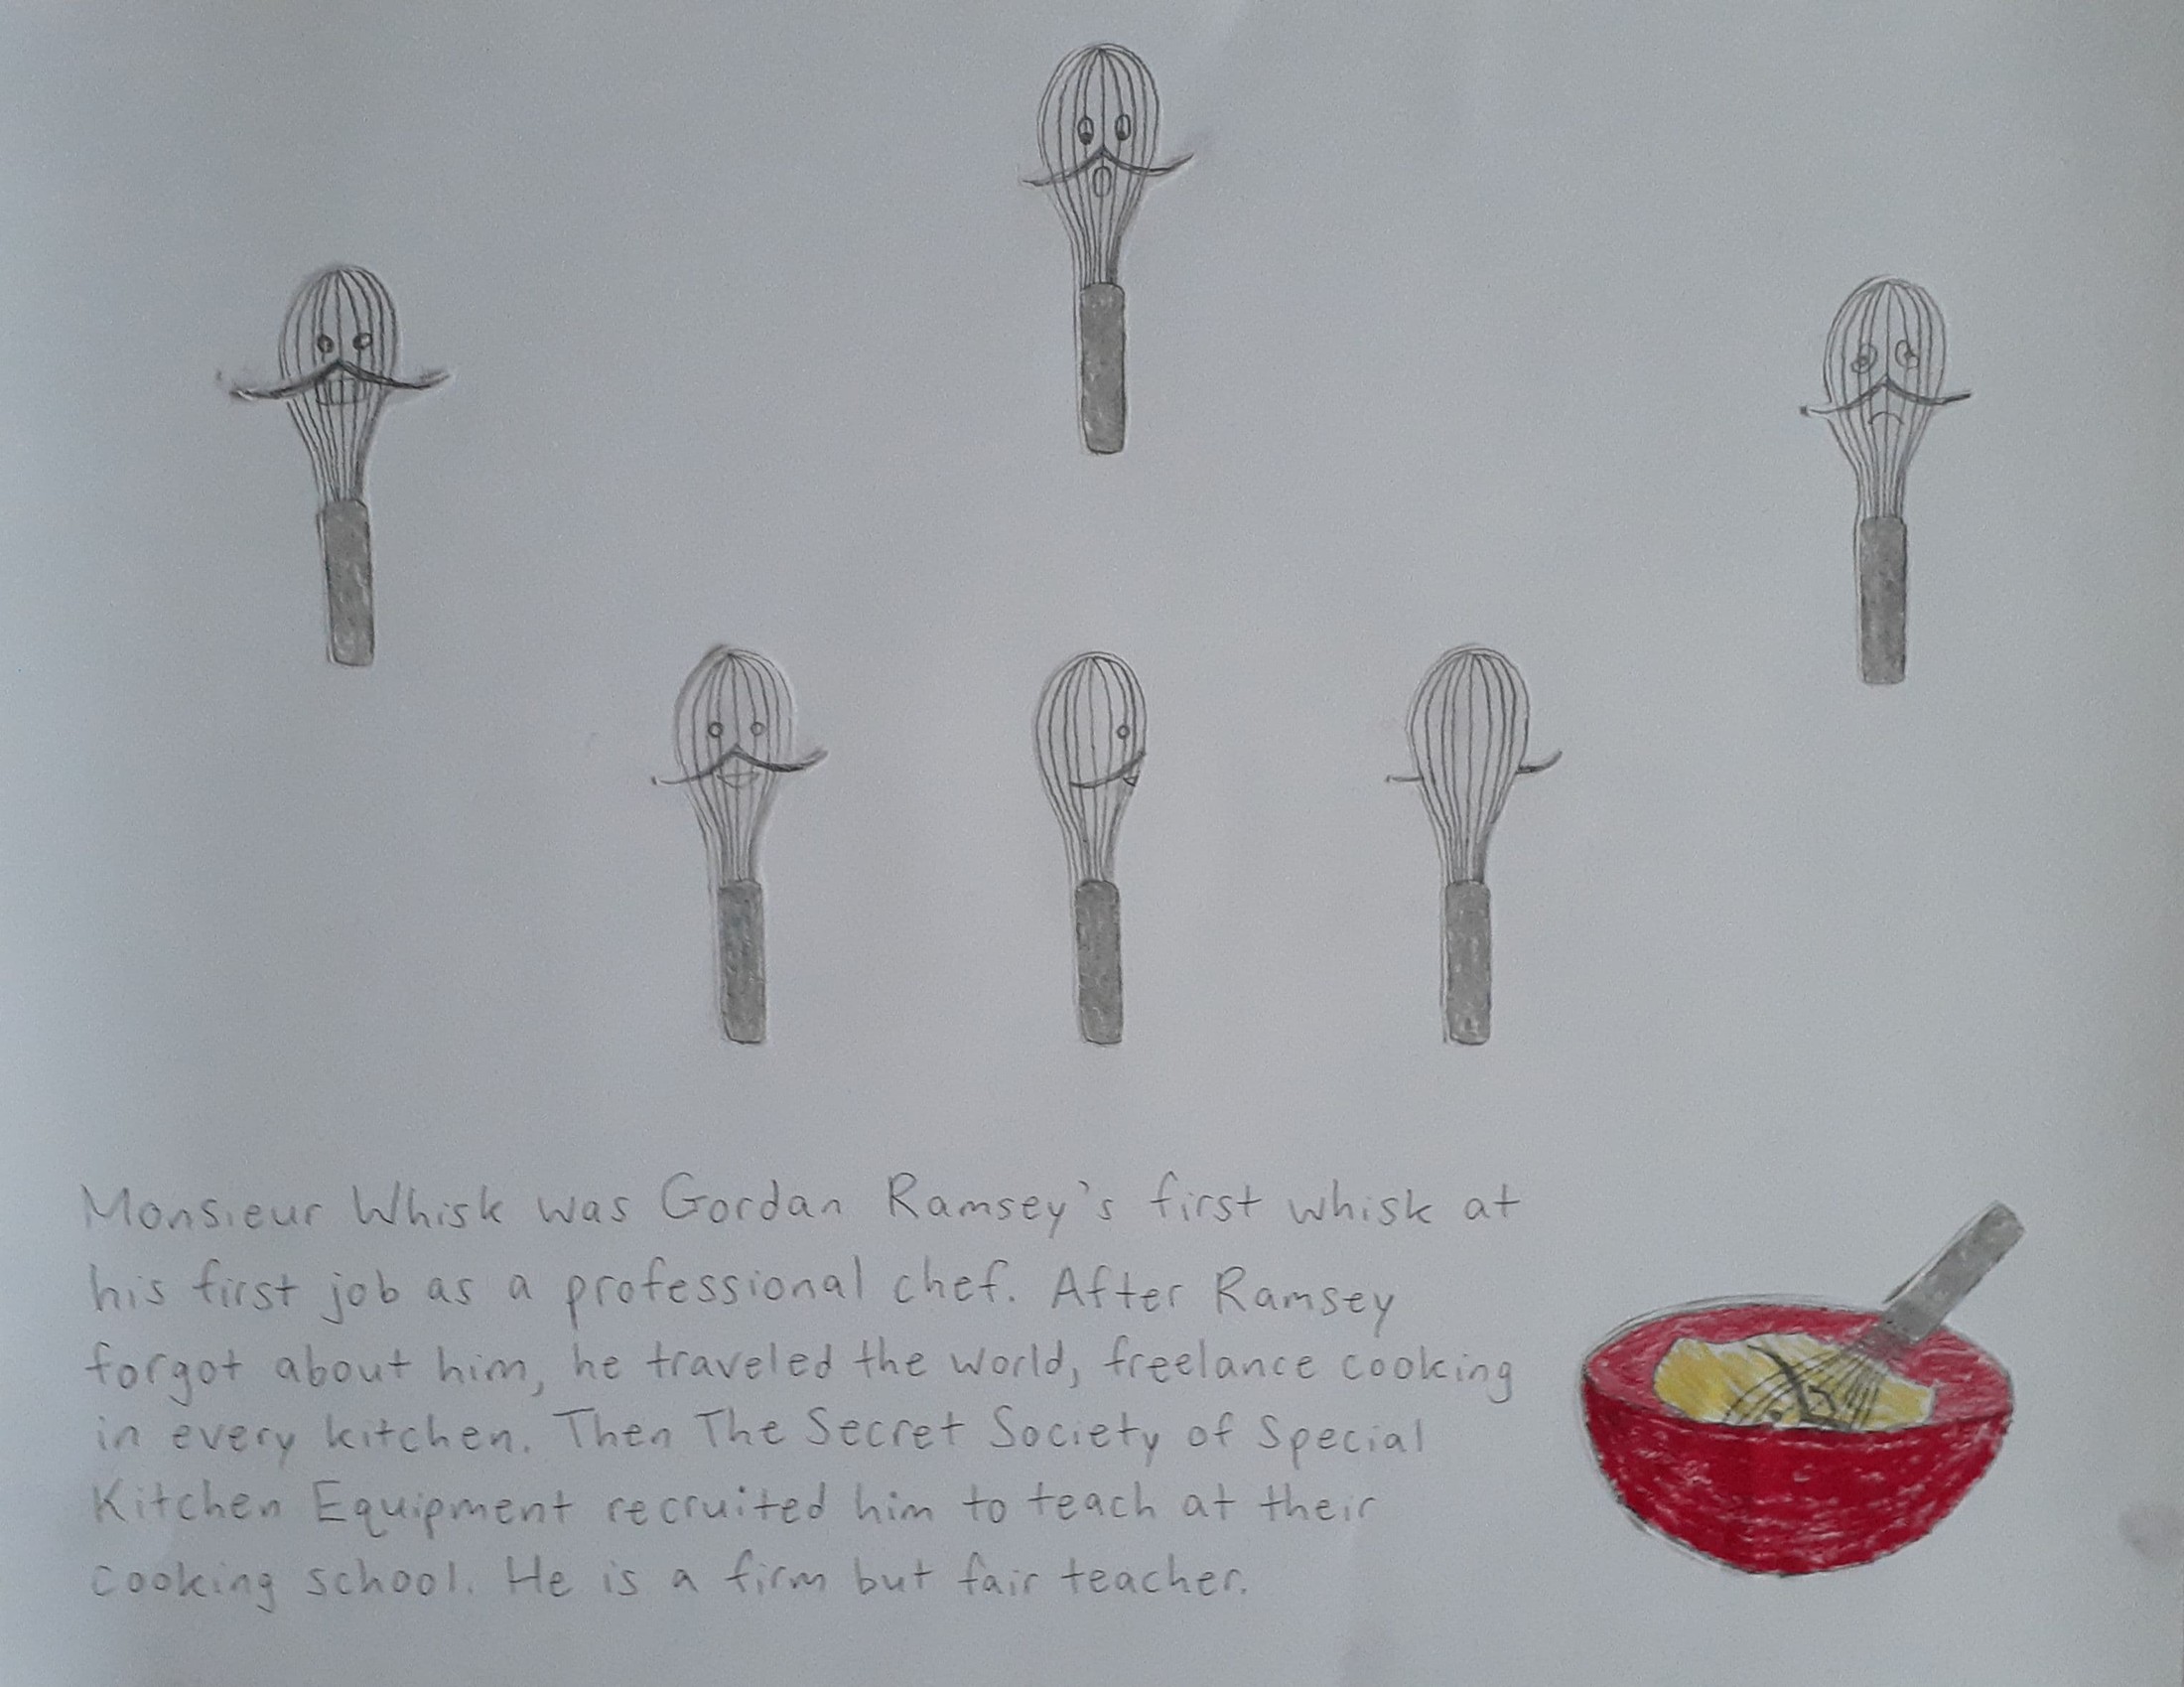 Monsieur Whisk was Gordan Ramsey's first whisk at
his first job as a professional chef. After Ramsey
forgot about him, he traveled the world, freelance cooking
in every kitchen. Then The Secret Society of Special
Kitchen Equipment recruited him to teach at their
cooking school. He is a firm but fair teacher.